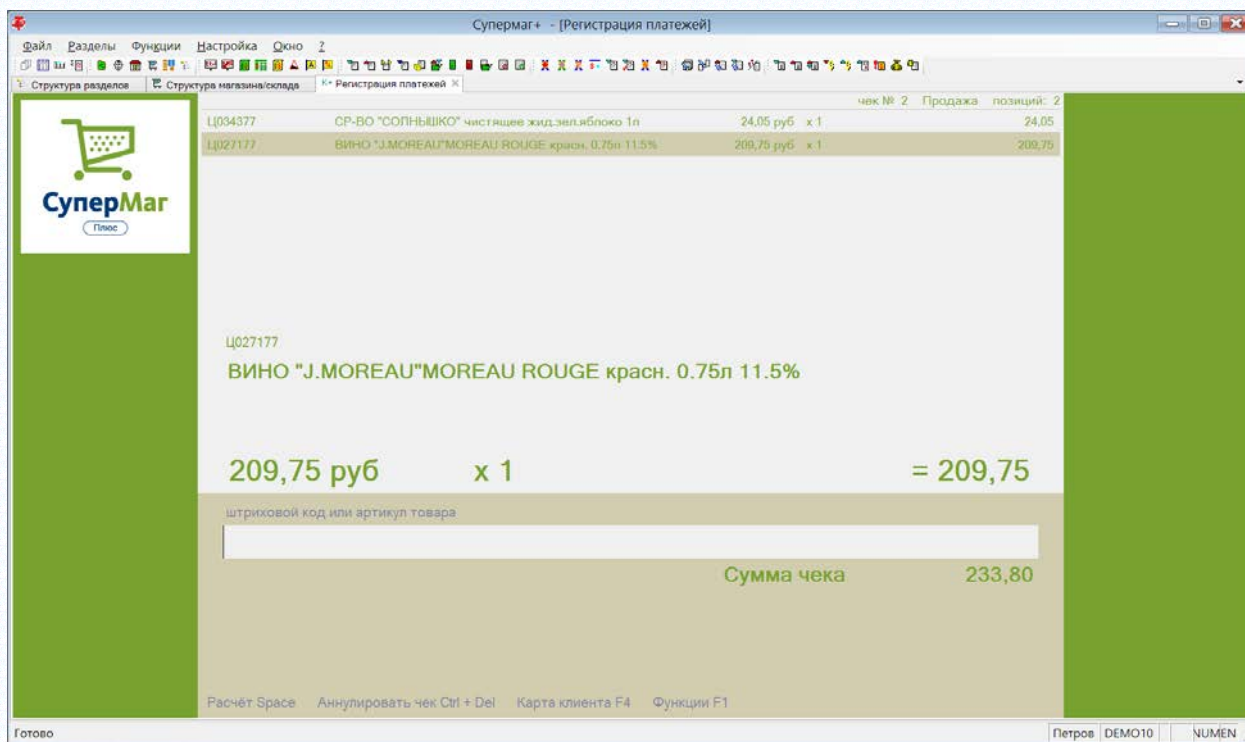 Супермаг+ - [Регистрация платежей]
Файл Разделы Функции Настройка Окно ?
Структура разделов Структура магазина/склада Регистрация платежей
чек № 2 Продажа позиций: 2
Ц034377 СР-ВО "СОЛНЫШКО" чистящее жид.зел.яблоко 1л 24,05 руб x 1 24,05
Ц027177 ВИНО "J.MOREAU"MOREAU ROUGE красн. 0.75л 11.5% 209,75 руб x 1 209,75
СуперМаг
Плюс
Ц027177
ВИНО "J.MOREAU"MOREAU ROUGE красн. 0.75л 11.5%
209,75 руб x 1 = 209,75
штриховой код или артикул товара
Сумма чека 233,80
Расчёт Space Аннулировать чек Ctrl + Del Карта клиента F4 Функции F1
Готово Петров DEMO10 NUMEN